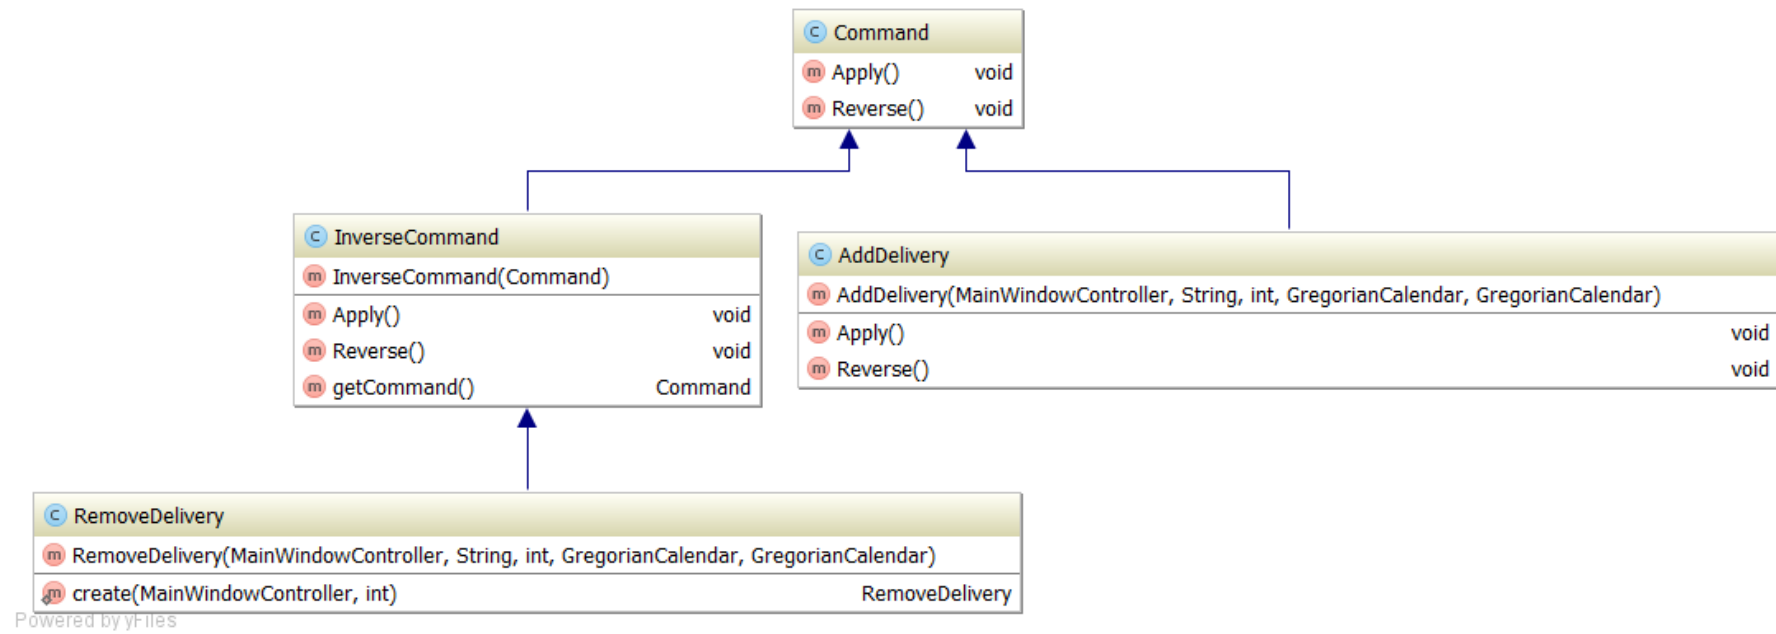 C Command
m Apply() void
m Reverse() void
C InverseCommand
m InverseCommand(Command)
m Apply() void
m Reverse() void
m getCommand() Command
C AddDelivery
m AddDelivery(MainWindowController, String, int, GregorianCalendar, GregorianCalendar)
m Apply() void
m Reverse() void
C RemoveDelivery
m RemoveDelivery(MainWindowController, String, int, GregorianCalendar, GregorianCalendar)
m create(MainWindowController, int) RemoveDelivery
Powered by yFiles